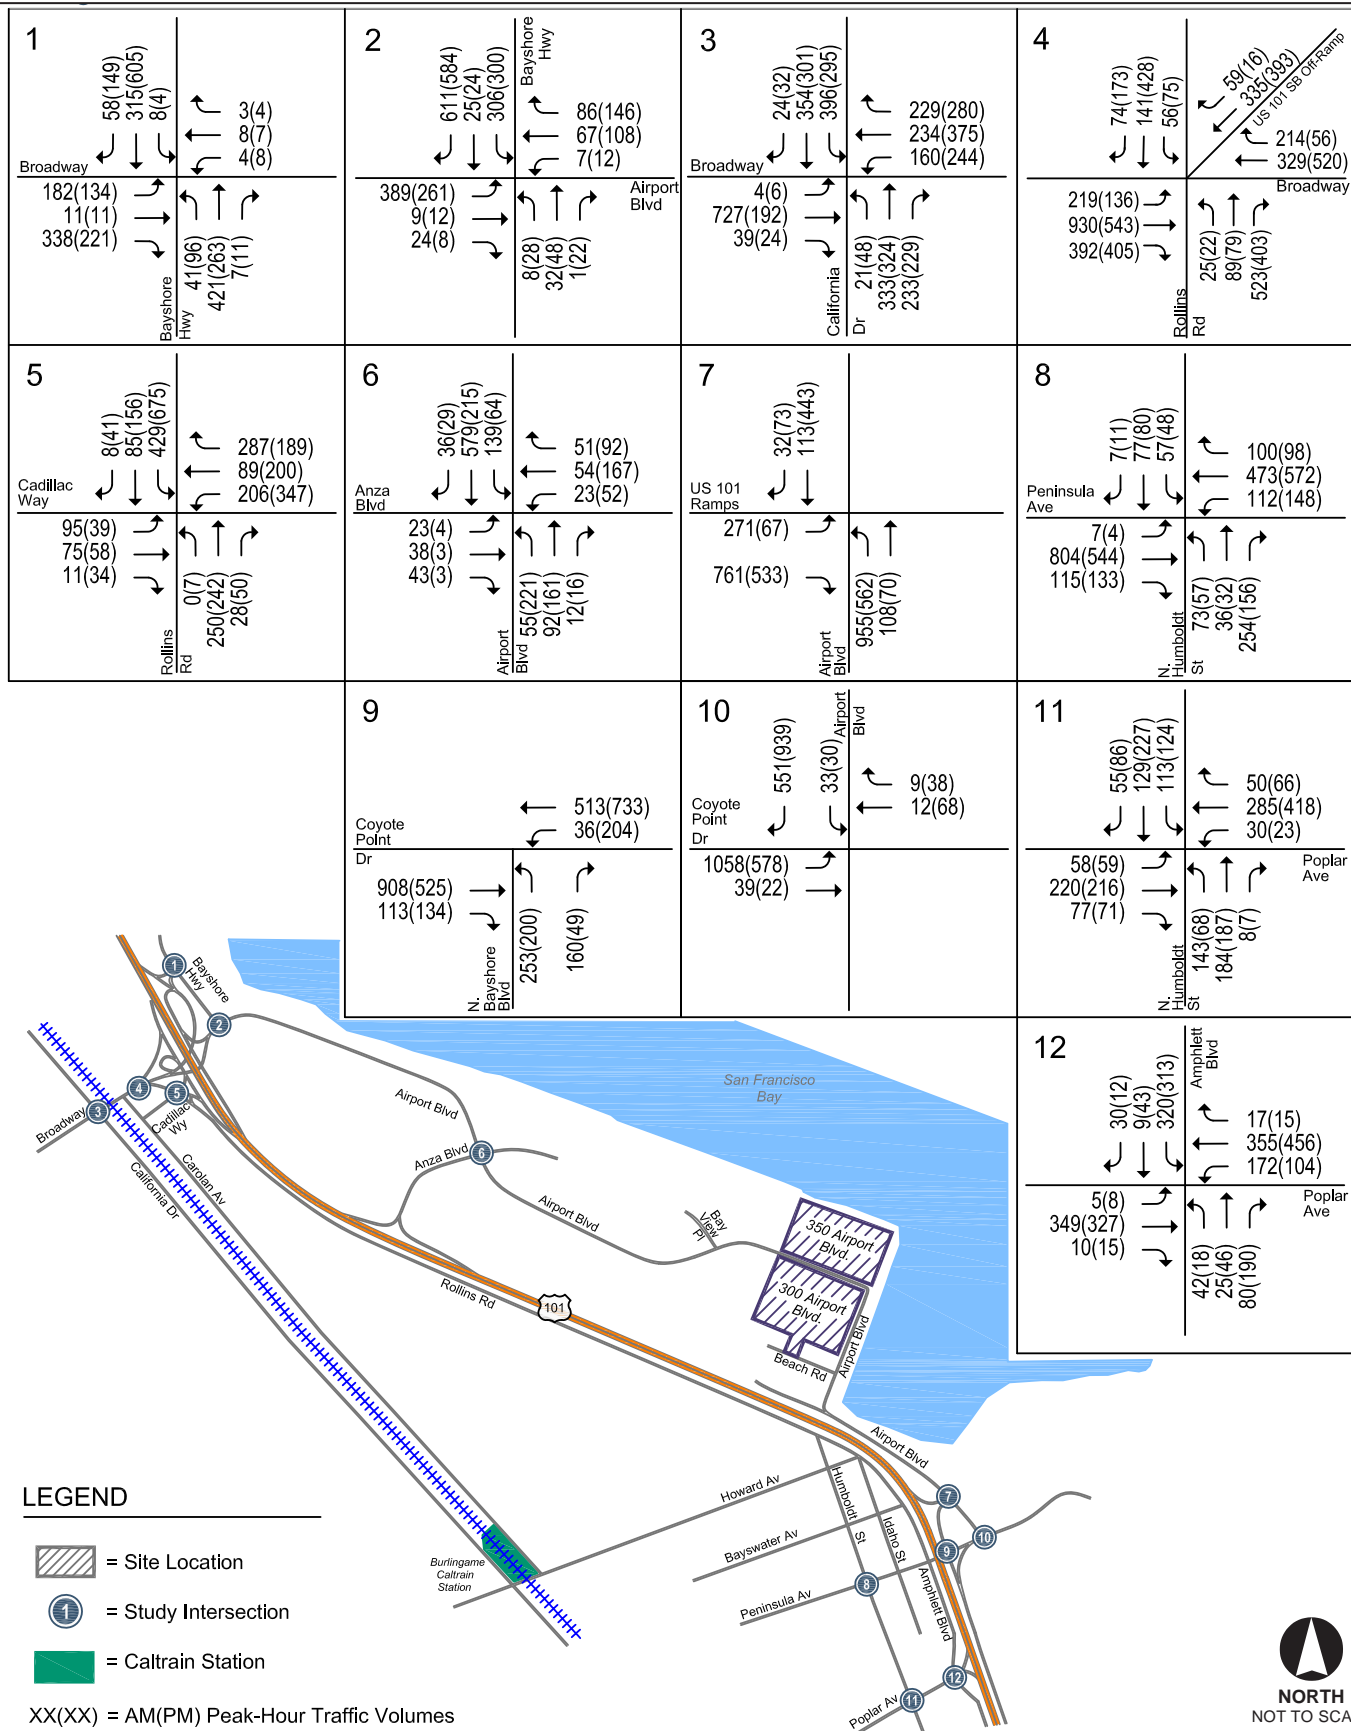 1
58(149)
315(605)
8(4)
3(4)
8(7)
4(8)
Broadway
182(134)
11(11)
338(221)
41(96)
421(263)
7(11)
Bayshore
Hwy
2
611(584)
25(24)
306(300)
Bayshore
Hwy
86(146)
67(108)
7(12)
389(261)
9(12)
24(8)
Airport
Blvd
8(28)
32(48)
1(22)
3
24(32)
354(301)
396(295)
229(280)
234(375)
160(244)
Broadway
4(6)
727(192)
39(24)
21(48)
333(324)
233(229)
California
Dr
4
74(173)
141(428)
56(75)
59(16)
335(393)
US 101 SB Off-Ramp
214(56)
329(520)
Broadway
219(136)
930(543)
392(405)
25(22)
89(79)
523(403)
Rollins
Rd
5
8(41)
85(156)
429(675)
287(189)
89(200)
206(347)
Cadillac
Way
95(39)
75(58)
11(34)
0(7)
250(242)
28(50)
Rollins
Rd
6
36(29)
579(215)
139(64)
51(92)
54(167)
23(52)
Anza
Blvd
23(4)
38(3)
43(3)
55(221)
92(161)
12(16)
Airport
Blvd
7
32(73)
113(443)
US 101
Ramps
271(67)
761(533)
955(562)
108(70)
Airport
Blvd
8
7(11)
77(80)
57(48)
100(98)
473(572)
112(148)
Peninsula
Ave
7(4)
804(544)
115(133)
73(57)
36(32)
254(156)
N.
Humboldt
St
9
513(733)
36(204)
Coyote
Point
Dr
908(525)
113(134)
253(200)
160(49)
N.
Bayshore
Blvd
10
551(939)
33(30)
Airport
Blvd
9(38)
12(68)
Coyote
Point
Dr
1058(578)
39(22)
11
55(86)
129(227)
113(124)
50(66)
285(418)
30(23)
58(59)
220(216)
77(71)
Poplar
Ave
143(68)
184(187)
8(7)
N.
Humboldt
St
12
30(12)
9(43)
320(313)
Amphlett
Blvd
17(15)
355(456)
172(104)
5(8)
349(327)
10(15)
Poplar
Ave
42(18)
25(46)
80(190)
1
Bayshore
Hwy
2
4
5
3
Broadway
Cadillac
Wy
Carolan Av
California Dr
Airport Blvd
Anza Blvd
6
Airport Blvd
San Francisco
Bay
Bay
View
Pl
350 Airport
Blvd.
300 Airport
Blvd.
Beach Rd
Airport Blvd
Rollins Rd
101
Airport Blvd
Howard Av
Humboldt
St
Idaho St
Bayswater Av
Peninsula Av
Amphlett Blvd
7
10
9
8
12
11
Poplar Av
Burlingame
Caltrain
Station
LEGEND
= Site Location
1
= Study Intersection
= Caltrain Station
XX(XX) = AM(PM) Peak-Hour Traffic Volumes
NORTH
NOT TO SCA